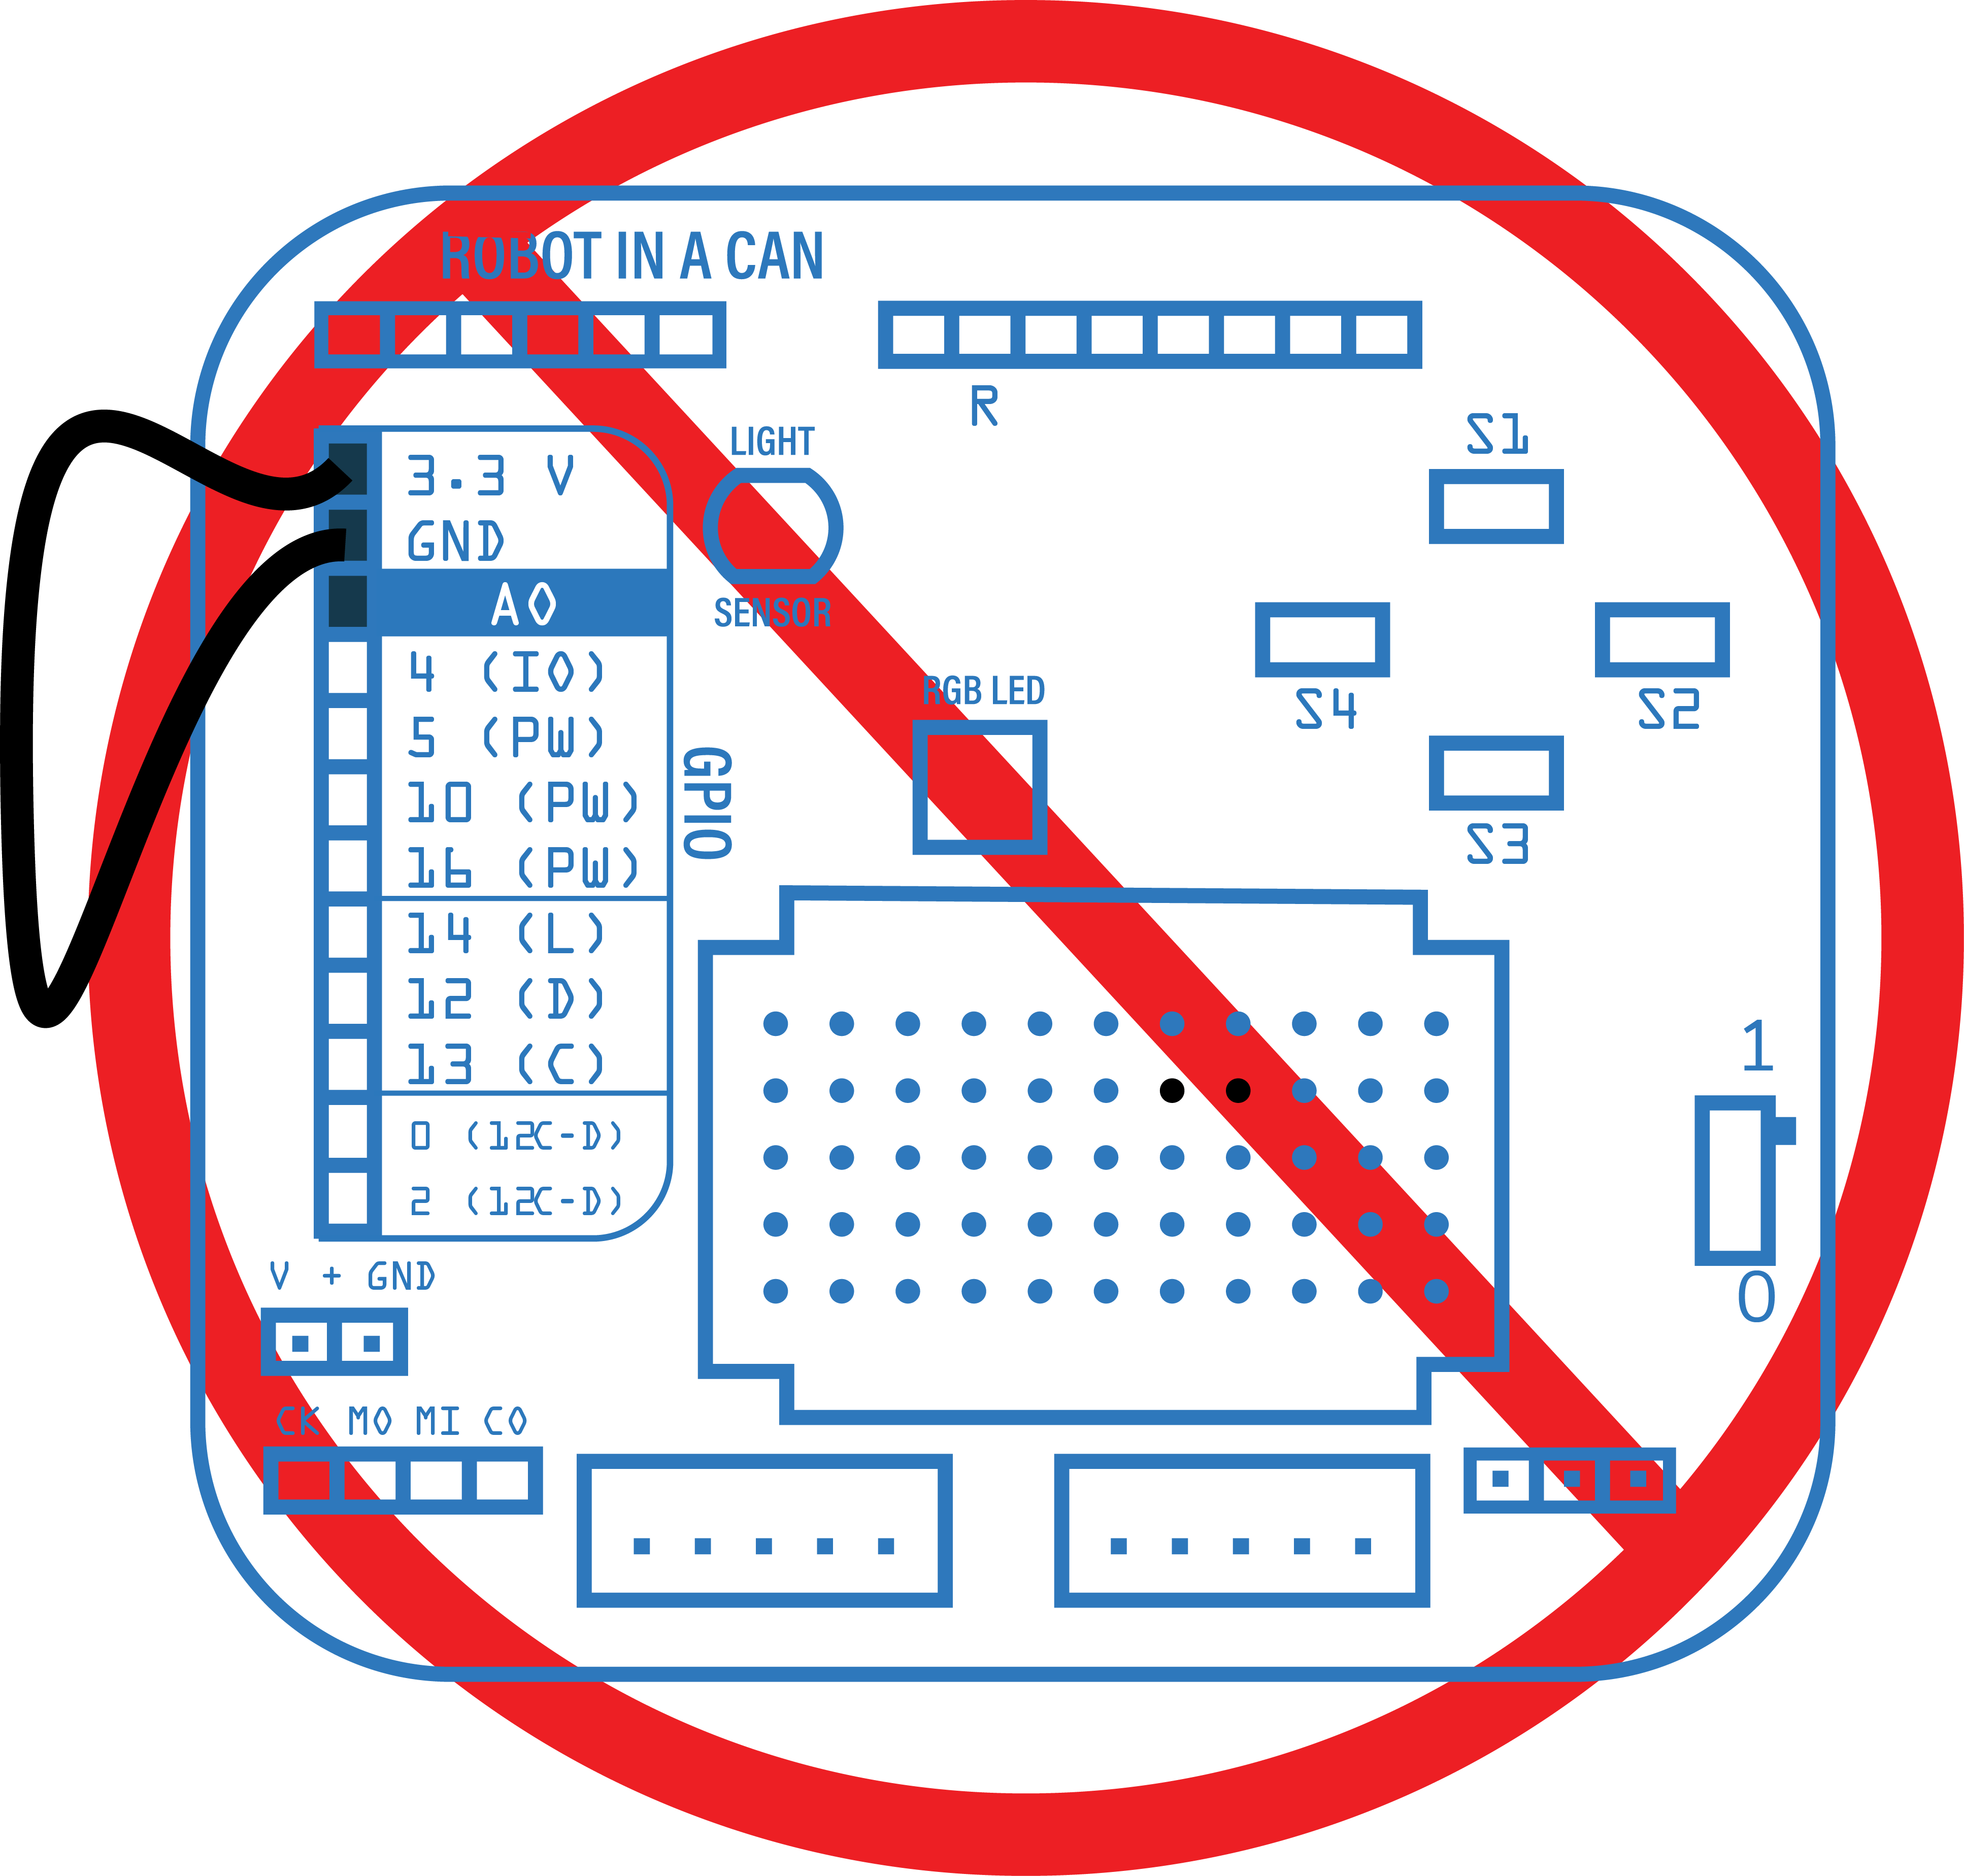 ROBOT IN A CAN
R
LIGHT
SENSOR
S1
3.3 V
GND
A0
4 (IO)
5 (PW)
10 (PW)
16 (PW)
14 (L)
12 (D)
13 (C)
0 (12C-D)
2 (12C-D)
GPIO
RGB LED
S4
S2
S3
1
0
V + GND
CK MO MI CO